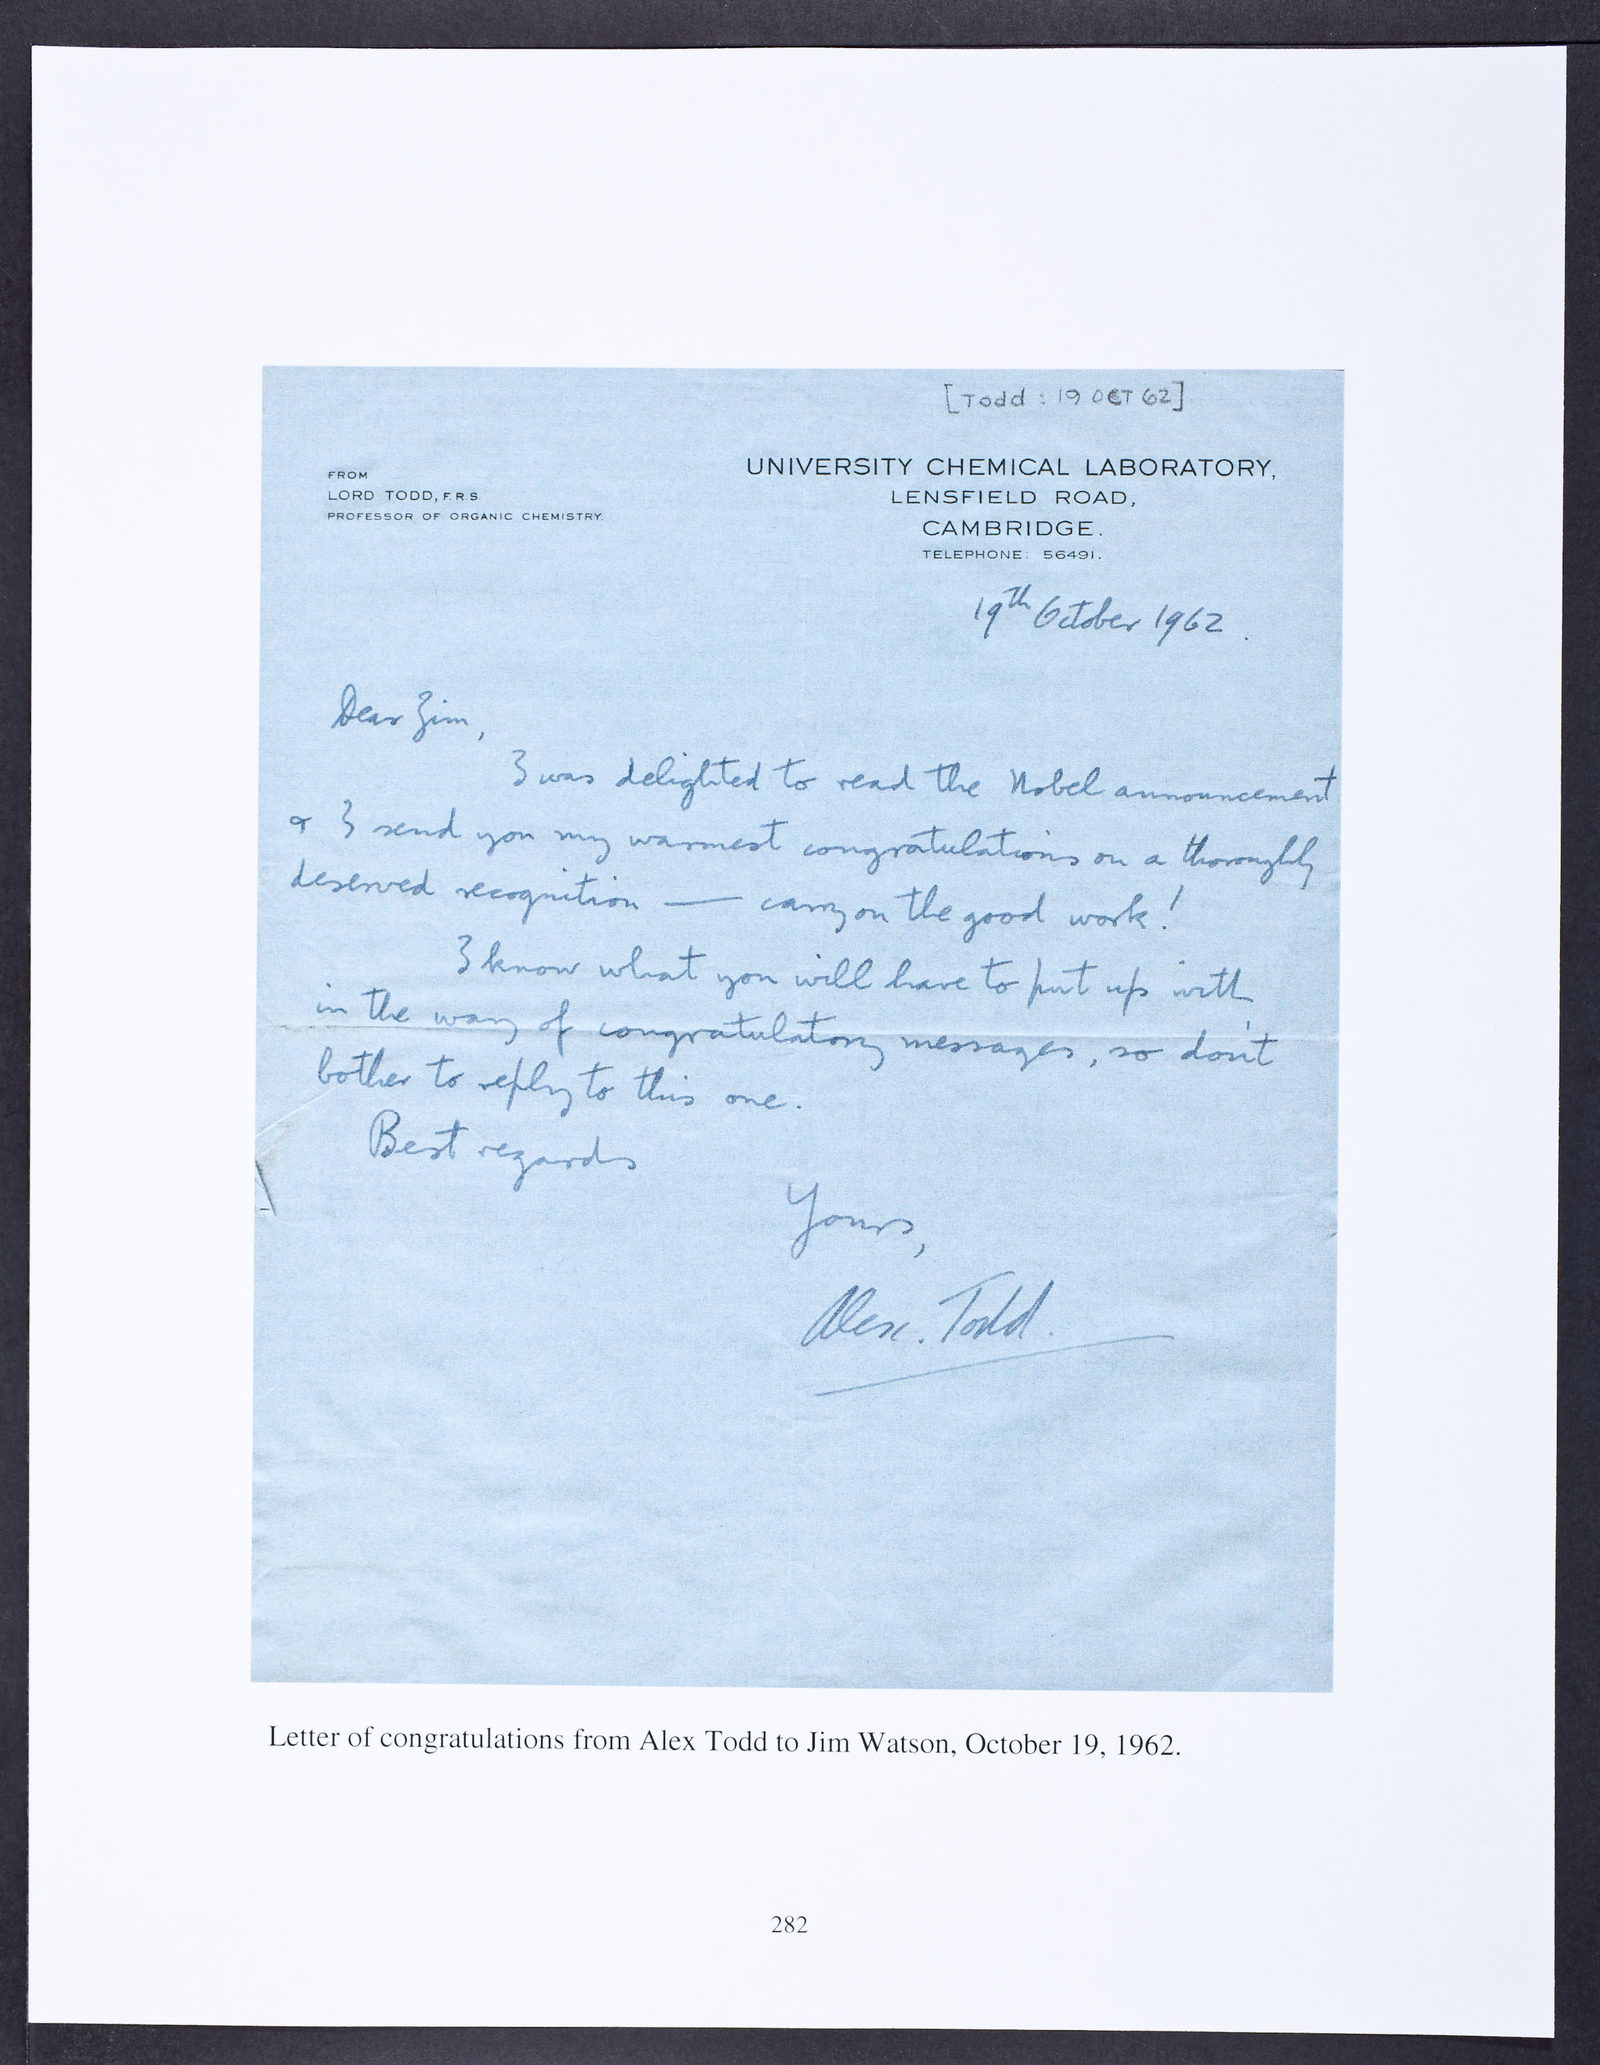 [Todd : 19 OCT 62]
FROM
LORD TODD, F.R.S.
PROFESSOR OF ORGANIC CHEMISTRY.
UNIVERSITY CHEMICAL LABORATORY,
LENSFIELD ROAD,
CAMBRIDGE.
TELEPHONE: 56491.
19th October 1962.
Dear Jim,
I was delighted to read the Nobel announcement
& I send you my warmest congratulations on a thoroughly
deserved recognition — carry on the good work!
I know what you will have to put up with
in the way of congratulatory messages, so don't
bother to reply to this one.
Best regards
Yours,
Alex. Todd.
Letter of congratulations from Alex Todd to Jim Watson, October 19, 1962.
282